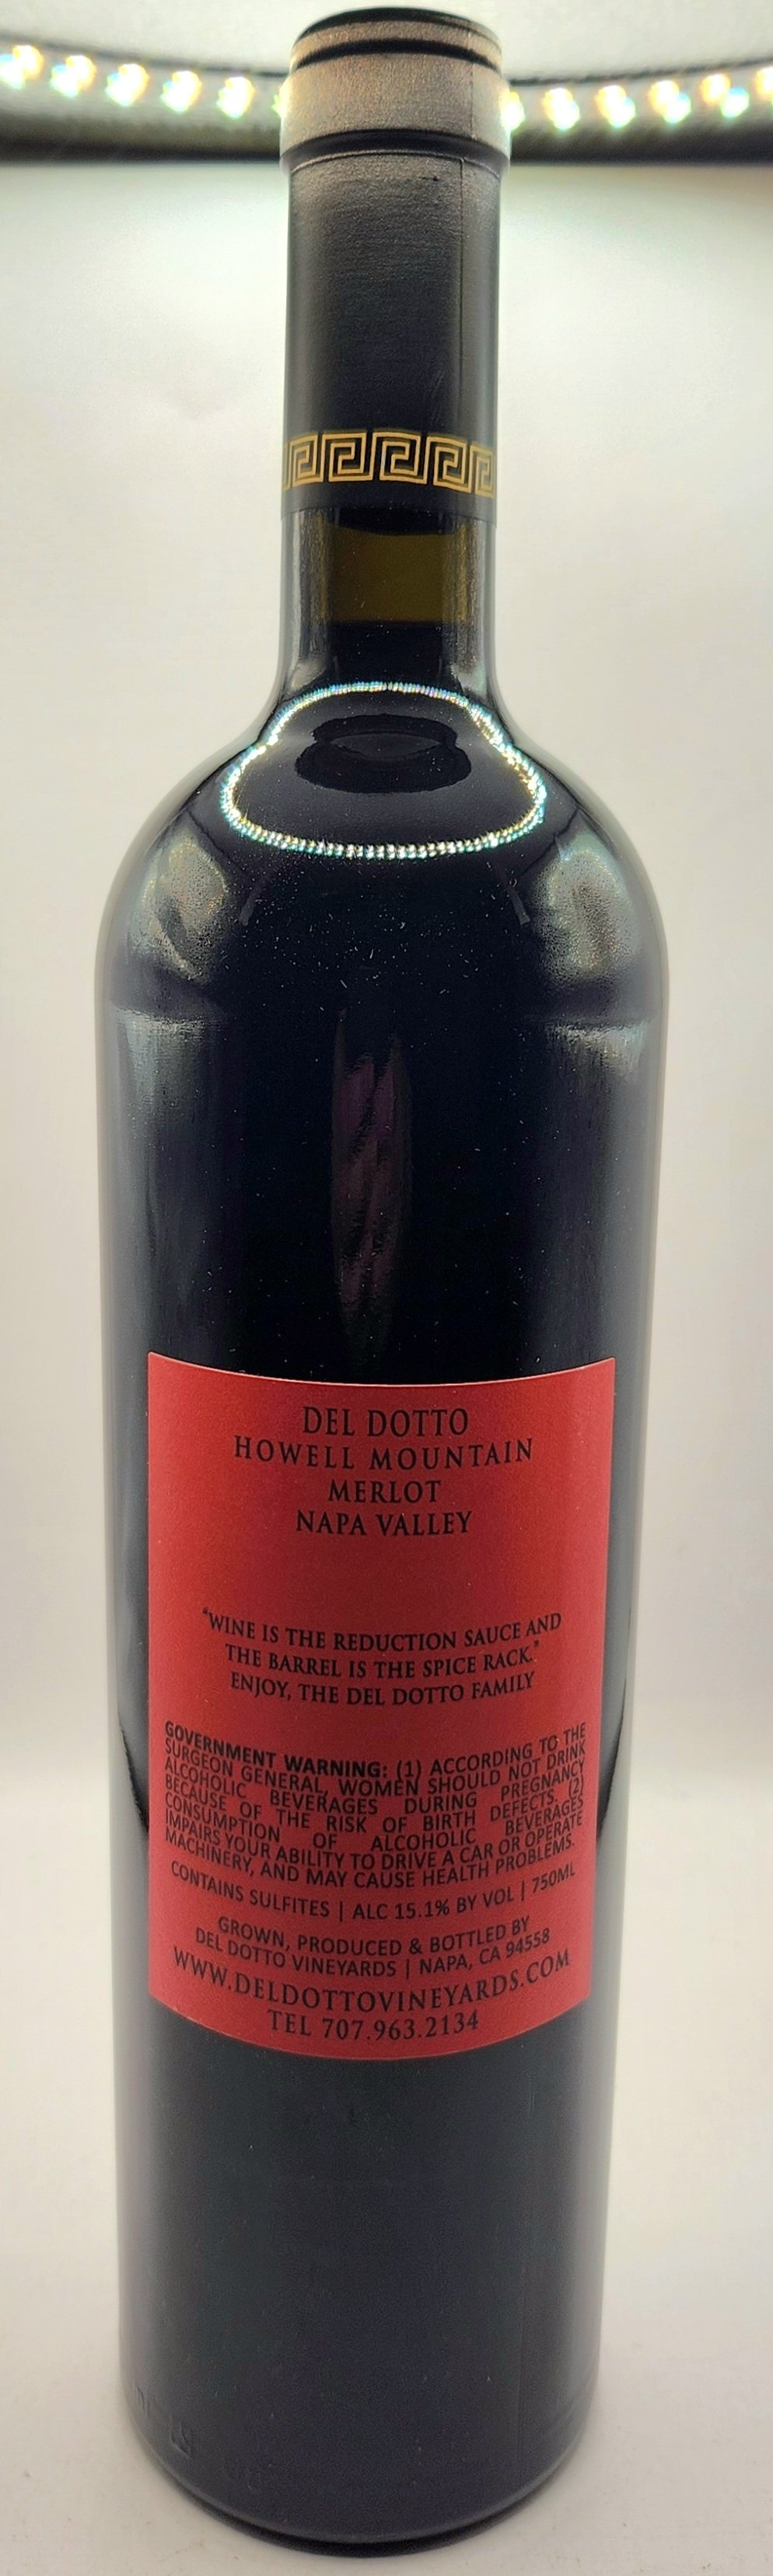 DEL DOTTO
HOWELL MOUNTAIN
MERLOT
NAPA VALLEY
"WINE IS THE REDUCTION SAUCE AND
THE BARREL IS THE SPICE RACK."
ENJOY, THE DEL DOTTO FAMILY
GOVERNMENT WARNING: (1) ACCORDING TO THE
SURGEON GENERAL, WOMEN SHOULD NOT DRINK
ALCOHOLIC BEVERAGES DURING PREGNANCY
BECAUSE OF THE RISK OF BIRTH DEFECTS. (2)
CONSUMPTION OF ALCOHOLIC BEVERAGES
IMPAIRS YOUR ABILITY TO DRIVE A CAR OR OPERATE
MACHINERY, AND MAY CAUSE HEALTH PROBLEMS.
CONTAINS SULFITES | ALC 15.1% BY VOL | 750ML
GROWN, PRODUCED & BOTTLED BY
DEL DOTTO VINEYARDS | NAPA, CA 94558
WWW.DELDOTTOVINEYARDS.COM
TEL 707.963.2134